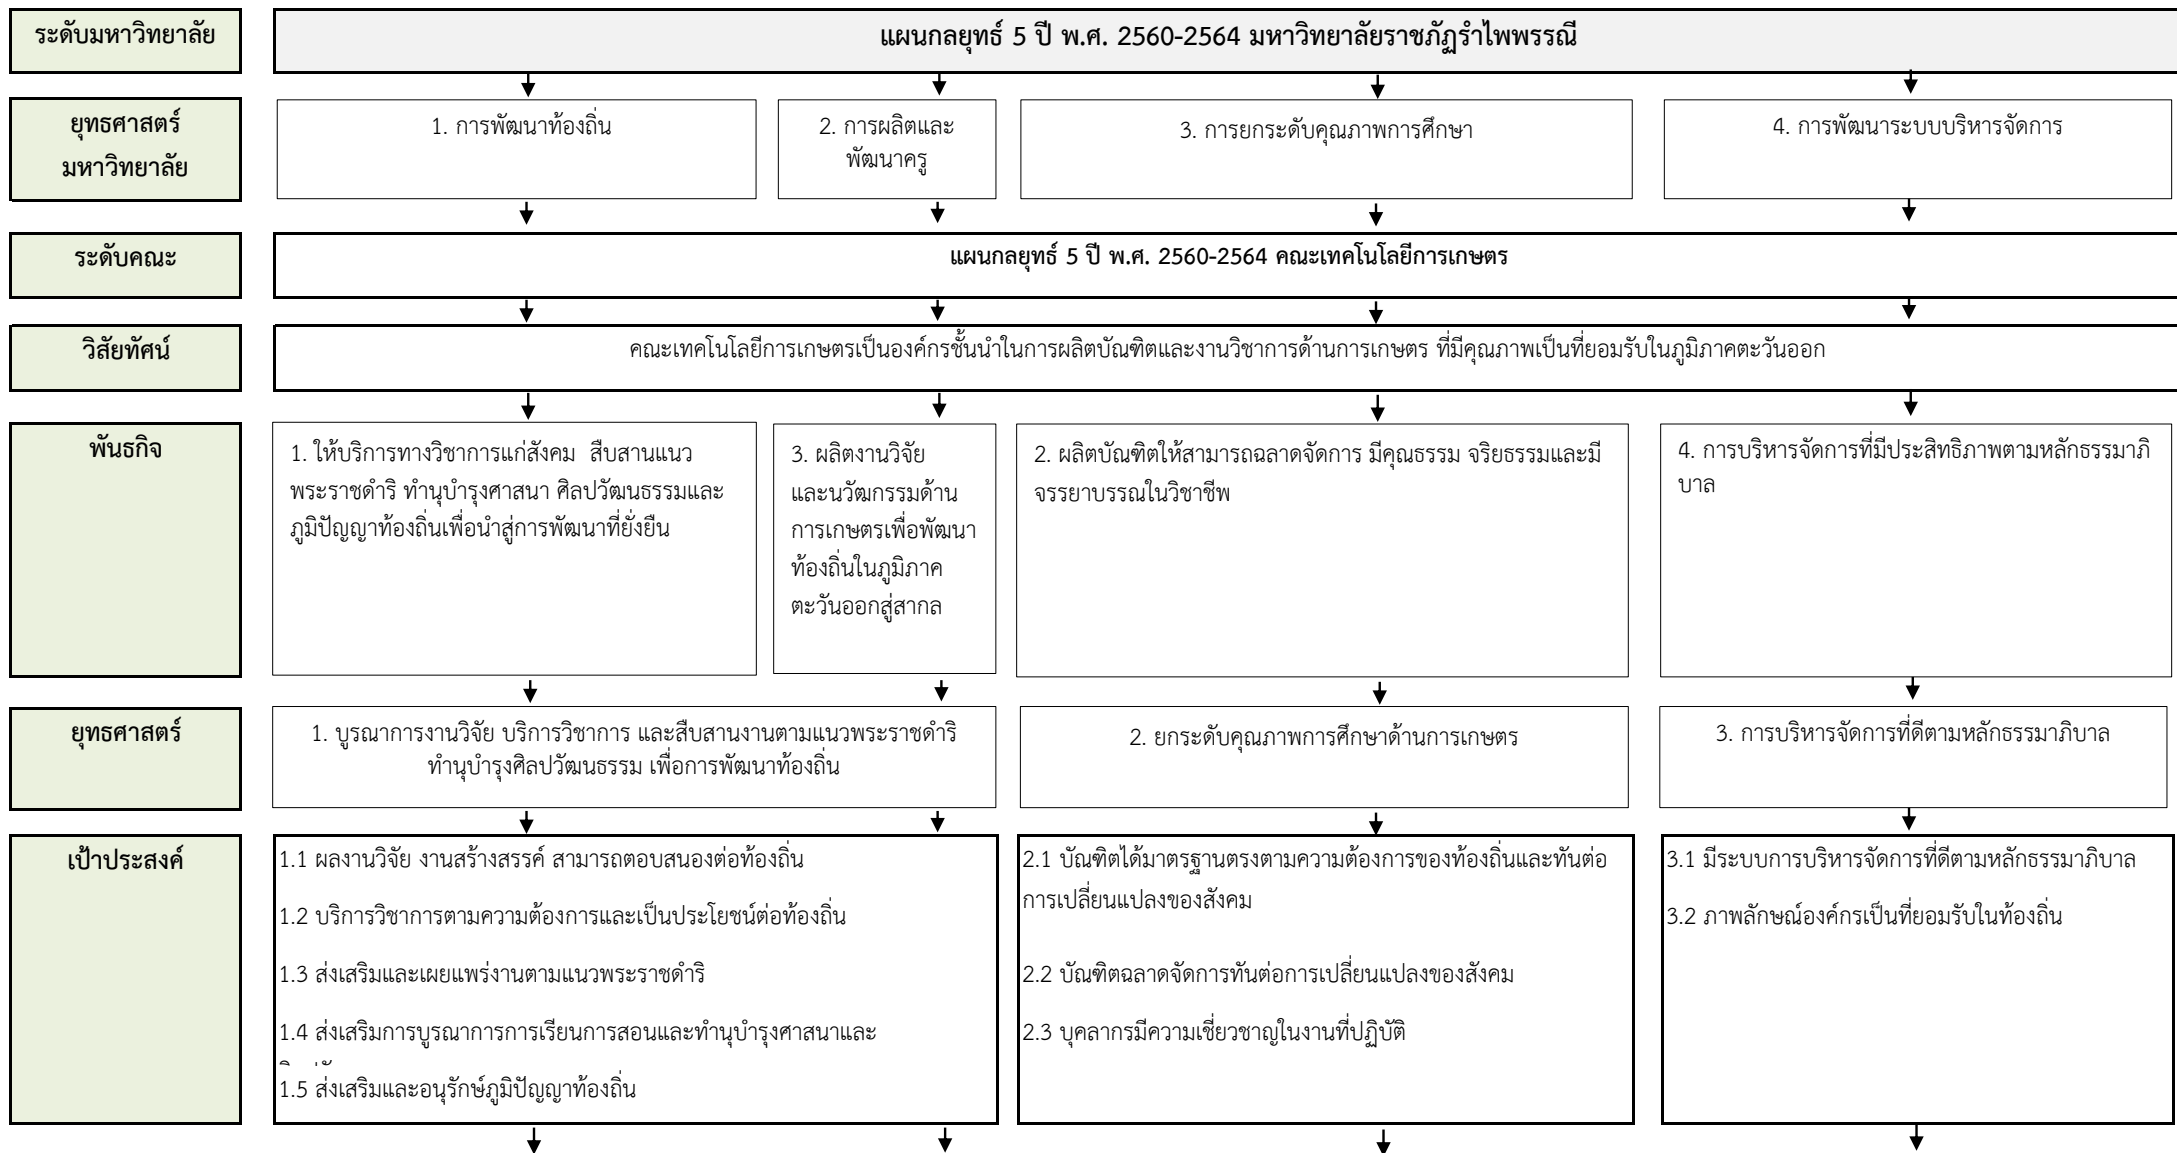 ระดับมหาวิทยาลัย
แผนกลยุทธ์ 5 ปี พ.ศ. 2560-2564 มหาวิทยาลัยราชภัฏรำไพพรรณี
ยุทธศาสตร์
มหาวิทยาลัย
1. การพัฒนาท้องถิ่น
2. การผลิตและ
พัฒนาครู
3. การยกระดับคุณภาพการศึกษา
4. การพัฒนาระบบบริหารจัดการ
ระดับคณะ
แผนกลยุทธ์ 5 ปี พ.ศ. 2560-2564 คณะเทคโนโลยีการเกษตร
วิสัยทัศน์
คณะเทคโนโลยีการเกษตรเป็นองค์กรชั้นนำในการผลิตบัณฑิตและงานวิชาการด้านการเกษตร ที่มีคุณภาพเป็นที่ยอมรับในภูมิภาคตะวันออก
พันธกิจ
1. ให้บริการทางวิชาการแก่สังคม สืบสานแนว
พระราชดำริ ทำนุบำรุงศาสนา ศิลปวัฒนธรรมและ
ภูมิปัญญาท้องถิ่นเพื่อนำสู่การพัฒนาที่ยั่งยืน
3. ผลิตงานวิจัย
และนวัฒกรรมด้าน
การเกษตรเพื่อพัฒนา
ท้องถิ่นในภูมิภาค
ตะวันออกสู่สากล
2. ผลิตบัณฑิตให้สามารถฉลาดจัดการ มีคุณธรรม จริยธรรมและมี
จรรยาบรรณในวิชาชีพ
4. การบริหารจัดการที่มีประสิทธิภาพตามหลักธรรมาภิ
บาล
ยุทธศาสตร์
1. บูรณาการงานวิจัย บริการวิชาการ และสืบสานงานตามแนวพระราชดำริ
ทำนุบำรุงศิลปวัฒนธรรม เพื่อการพัฒนาท้องถิ่น
2. ยกระดับคุณภาพการศึกษาด้านการเกษตร
3. การบริหารจัดการที่ดีตามหลักธรรมาภิบาล
เป้าประสงค์
1.1 ผลงานวิจัย งานสร้างสรรค์ สามารถตอบสนองต่อท้องถิ่น
1.2 บริการวิชาการตามความต้องการและเป็นประโยชน์ต่อท้องถิ่น
1.3 ส่งเสริมและเผยแพร่งานตามแนวพระราชดำริ
1.4 ส่งเสริมการบูรณาการการเรียนการสอนและทำนุบำรุงศาสนาและ
1.5 ส่งเสริมและอนุรักษ์ภูมิปัญญาท้องถิ่น
2.1 บัณฑิตได้มาตรฐานตรงตามความต้องการของท้องถิ่นและทันต่อ
การเปลี่ยนแปลงของสังคม
2.2 บัณฑิตฉลาดจัดการทันต่อการเปลี่ยนแปลงของสังคม
2.3 บุคลากรมีความเชี่ยวชาญในงานที่ปฏิบัติ
3.1 มีระบบการบริหารจัดการที่ดีตามหลักธรรมาภิบาล
3.2 ภาพลักษณ์องค์กรเป็นที่ยอมรับในท้องถิ่น